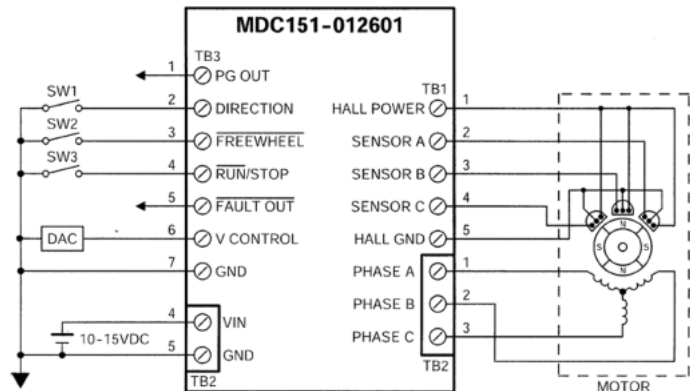 MDC151-012601
TB3
1 PG OUT
SW1 2 DIRECTION
SW2 3 FREEWHEEL
SW3 4 RUN/STOP
5 FAULT OUT
DAC 6 V CONTROL
7 GND
4 VIN
10-15VDC
5 GND
TB2
TB1
HALL POWER 1
SENSOR A 2
SENSOR B 3
SENSOR C 4
HALL GND 5
PHASE A 1
PHASE B 2
PHASE C 3
TB2
N
S S
N
MOTOR